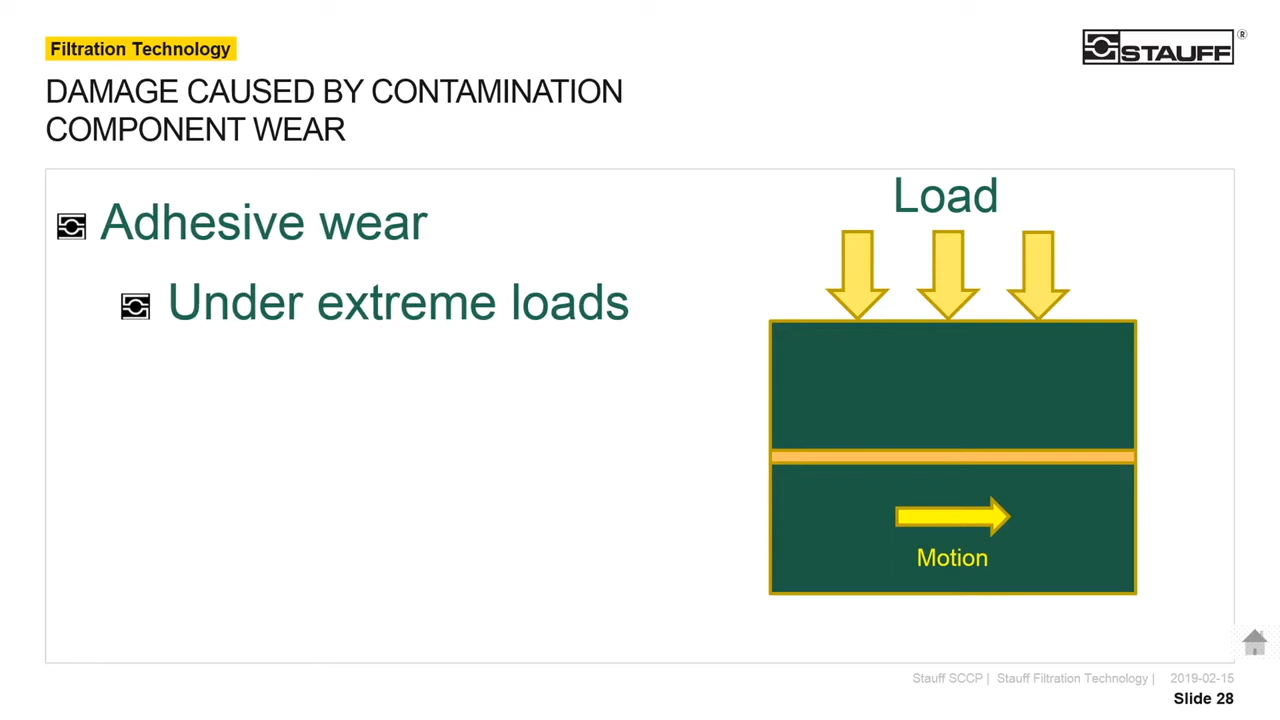 Filtration Technology
STAUFF®
DAMAGE CAUSED BY CONTAMINATION
COMPONENT WEAR
Adhesive wear
Under extreme loads
Load
Motion
Stauff SCCP | Stauff Filtration Technology | 2019-02-15
Slide 28